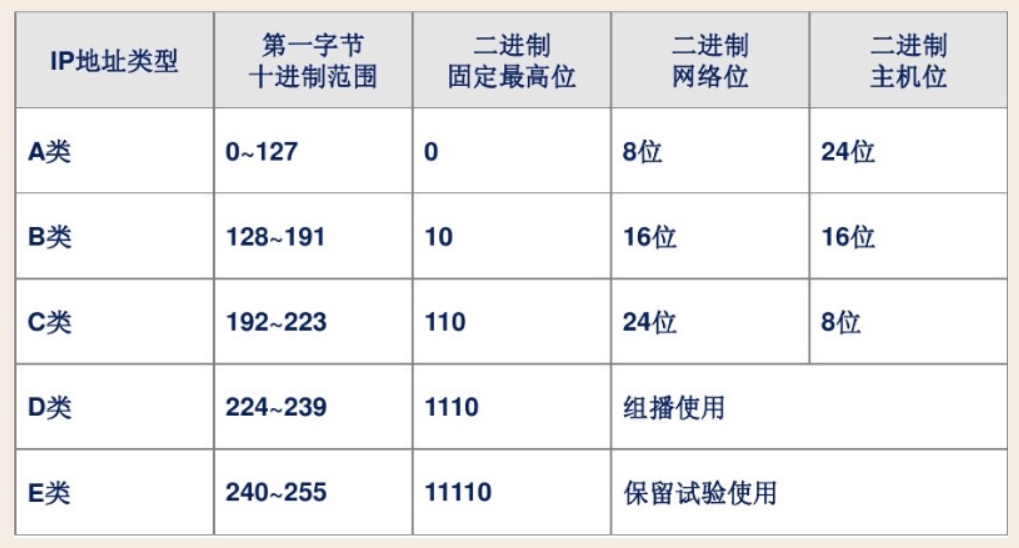 IP地址类型
第一字节
十进制范围
二进制
固定最高位
二进制
网络位
二进制
主机位
A类
0~127
0
8位
24位
B类
128~191
10
16位
16位
C类
192~223
110
24位
8位
D类
224~239
1110
组播使用
E类
240~255
11110
保留试验使用